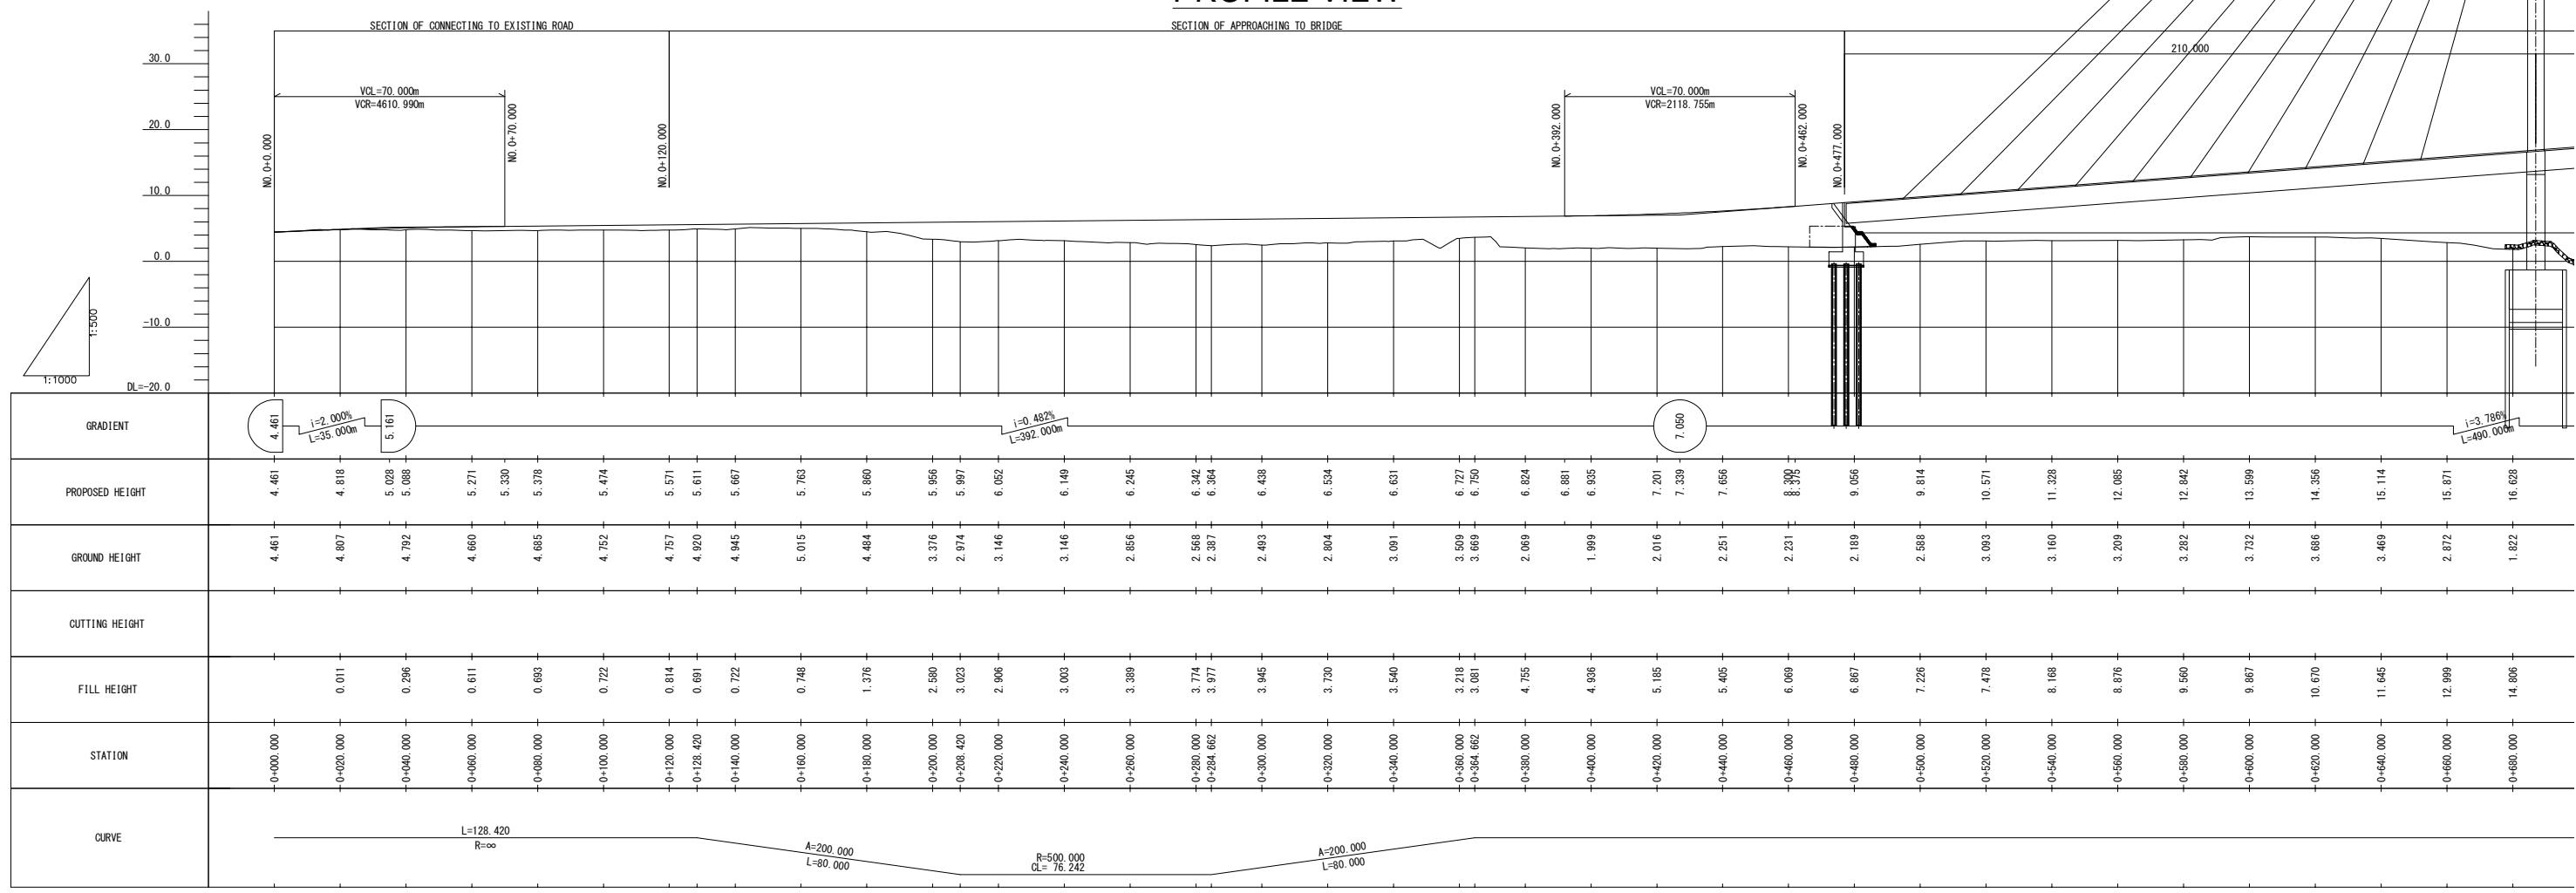 PROFILE VIEW
SECTION OF CONNECTING TO EXISTING ROAD
SECTION OF APPROACHING TO BRIDGE
210.000
30.0
20.0
10.0
0.0
-10.0
DL=-20.0
VCL=70.000m
VCR=4610.990m
VCL=70.000m
VCR=2118.755m
NO.0+0.000
NO.0+70.000
NO.0+120.000
NO.0+392.000
NO.0+462.000
NO.0+477.000
1:500
1:1000
GRADIENT
4.461
i=2.000%
L=35.000m
5.161
i=0.482%
L=392.000m
7.050
i=3.786%
L=490.000m
PROPOSED HEIGHT
4.461 4.818 5.028 5.088 5.271 5.330 5.378 5.474 5.571 5.611 5.667 5.763 5.860 5.956 5.997 6.052 6.149 6.245 6.342 6.364 6.438 6.534 6.631 6.727 6.750 6.824 6.881 6.935 7.201 7.339 7.656 8.300 8.375 9.056 9.814 10.571 11.328 12.085 12.842 13.599 14.356 15.114 15.871 16.628
GROUND HEIGHT
4.461 4.807 4.792 4.660 4.685 4.752 4.757 4.920 4.945 5.015 4.484 3.376 2.974 3.146 3.146 2.856 2.568 2.387 2.493 2.804 3.091 3.509 3.669 2.069 1.999 2.016 2.251 2.231 2.189 2.588 3.093 3.160 3.209 3.282 3.732 3.686 3.469 2.872 1.822
CUTTING HEIGHT
FILL HEIGHT
0.011 0.296 0.611 0.693 0.722 0.814 0.691 0.722 0.748 1.376 2.580 3.023 2.906 3.003 3.389 3.774 3.977 3.945 3.730 3.540 3.218 3.081 4.755 4.936 5.185 5.405 6.069 6.867 7.226 7.478 8.168 8.876 9.560 9.867 10.670 11.645 12.999 14.806
STATION
0+000.000 0+020.000 0+040.000 0+060.000 0+080.000 0+100.000 0+120.000 0+128.420 0+140.000 0+160.000 0+180.000 0+200.000 0+208.420 0+220.000 0+240.000 0+260.000 0+280.000 0+284.662 0+300.000 0+320.000 0+340.000 0+360.000 0+364.662 0+380.000 0+400.000 0+420.000 0+440.000 0+460.000 0+480.000 0+500.000 0+520.000 0+540.000 0+560.000 0+580.000 0+600.000 0+620.000 0+640.000 0+660.000 0+680.000
CURVE
L=128.420
R=∞
A=200.000
L=80.000
R=500.000
CL= 76.242
A=200.000
L=80.000